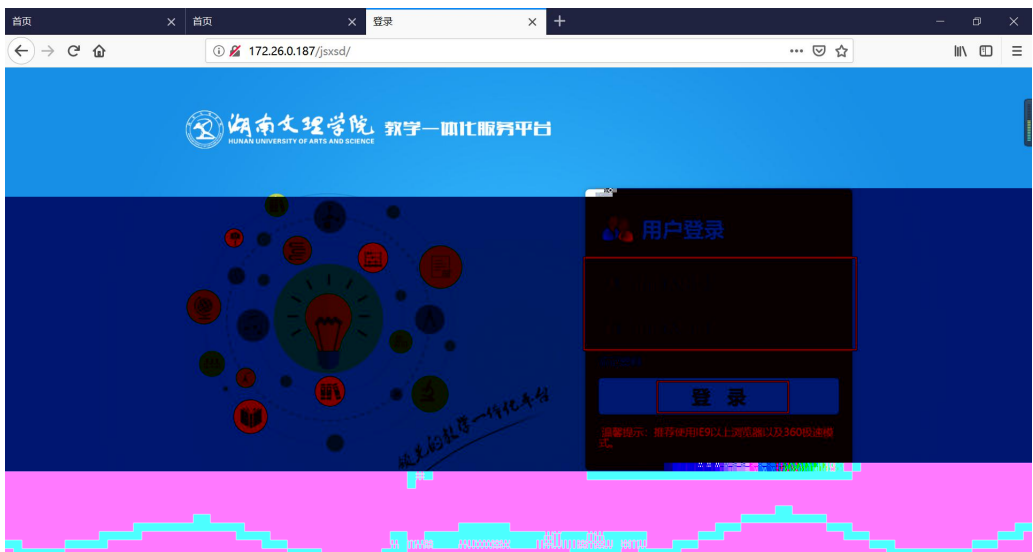 首页
首页
登录
172.26.0.187/jsxsd/
湖南文理学院 教学一体化服务平台
HUNAN UNIVERSITY OF ARTS AND SCIENCE
用户登录
登 录
温馨提示：推荐使用IE9以上浏览器以及360极速模
式。